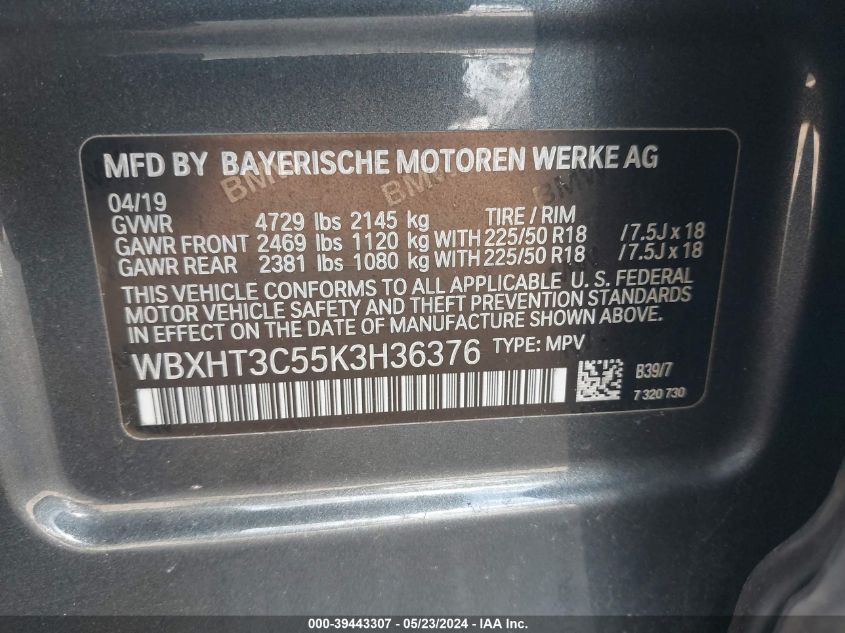 MFD BY BAYERISCHE MOTOREN WERKE AG
04/19
GVWR 4729 lbs 2145 kg TIRE / RIM
GAWR FRONT 2469 lbs 1120 kg WITH 225/50 R18 /7.5J x 18
GAWR REAR 2381 lbs 1080 kg WITH 225/50 R18 /7.5J x 18
THIS VEHICLE CONFORMS TO ALL APPLICABLE U. S. FEDERAL
MOTOR VEHICLE SAFETY AND THEFT PREVENTION STANDARDS
IN EFFECT ON THE DATE OF MANUFACTURE SHOWN ABOVE.
WBXHT3C55K3H36376 TYPE: MPV
B39/7
7 320 730
000-39443307 - 05/23/2024 - IAA Inc.